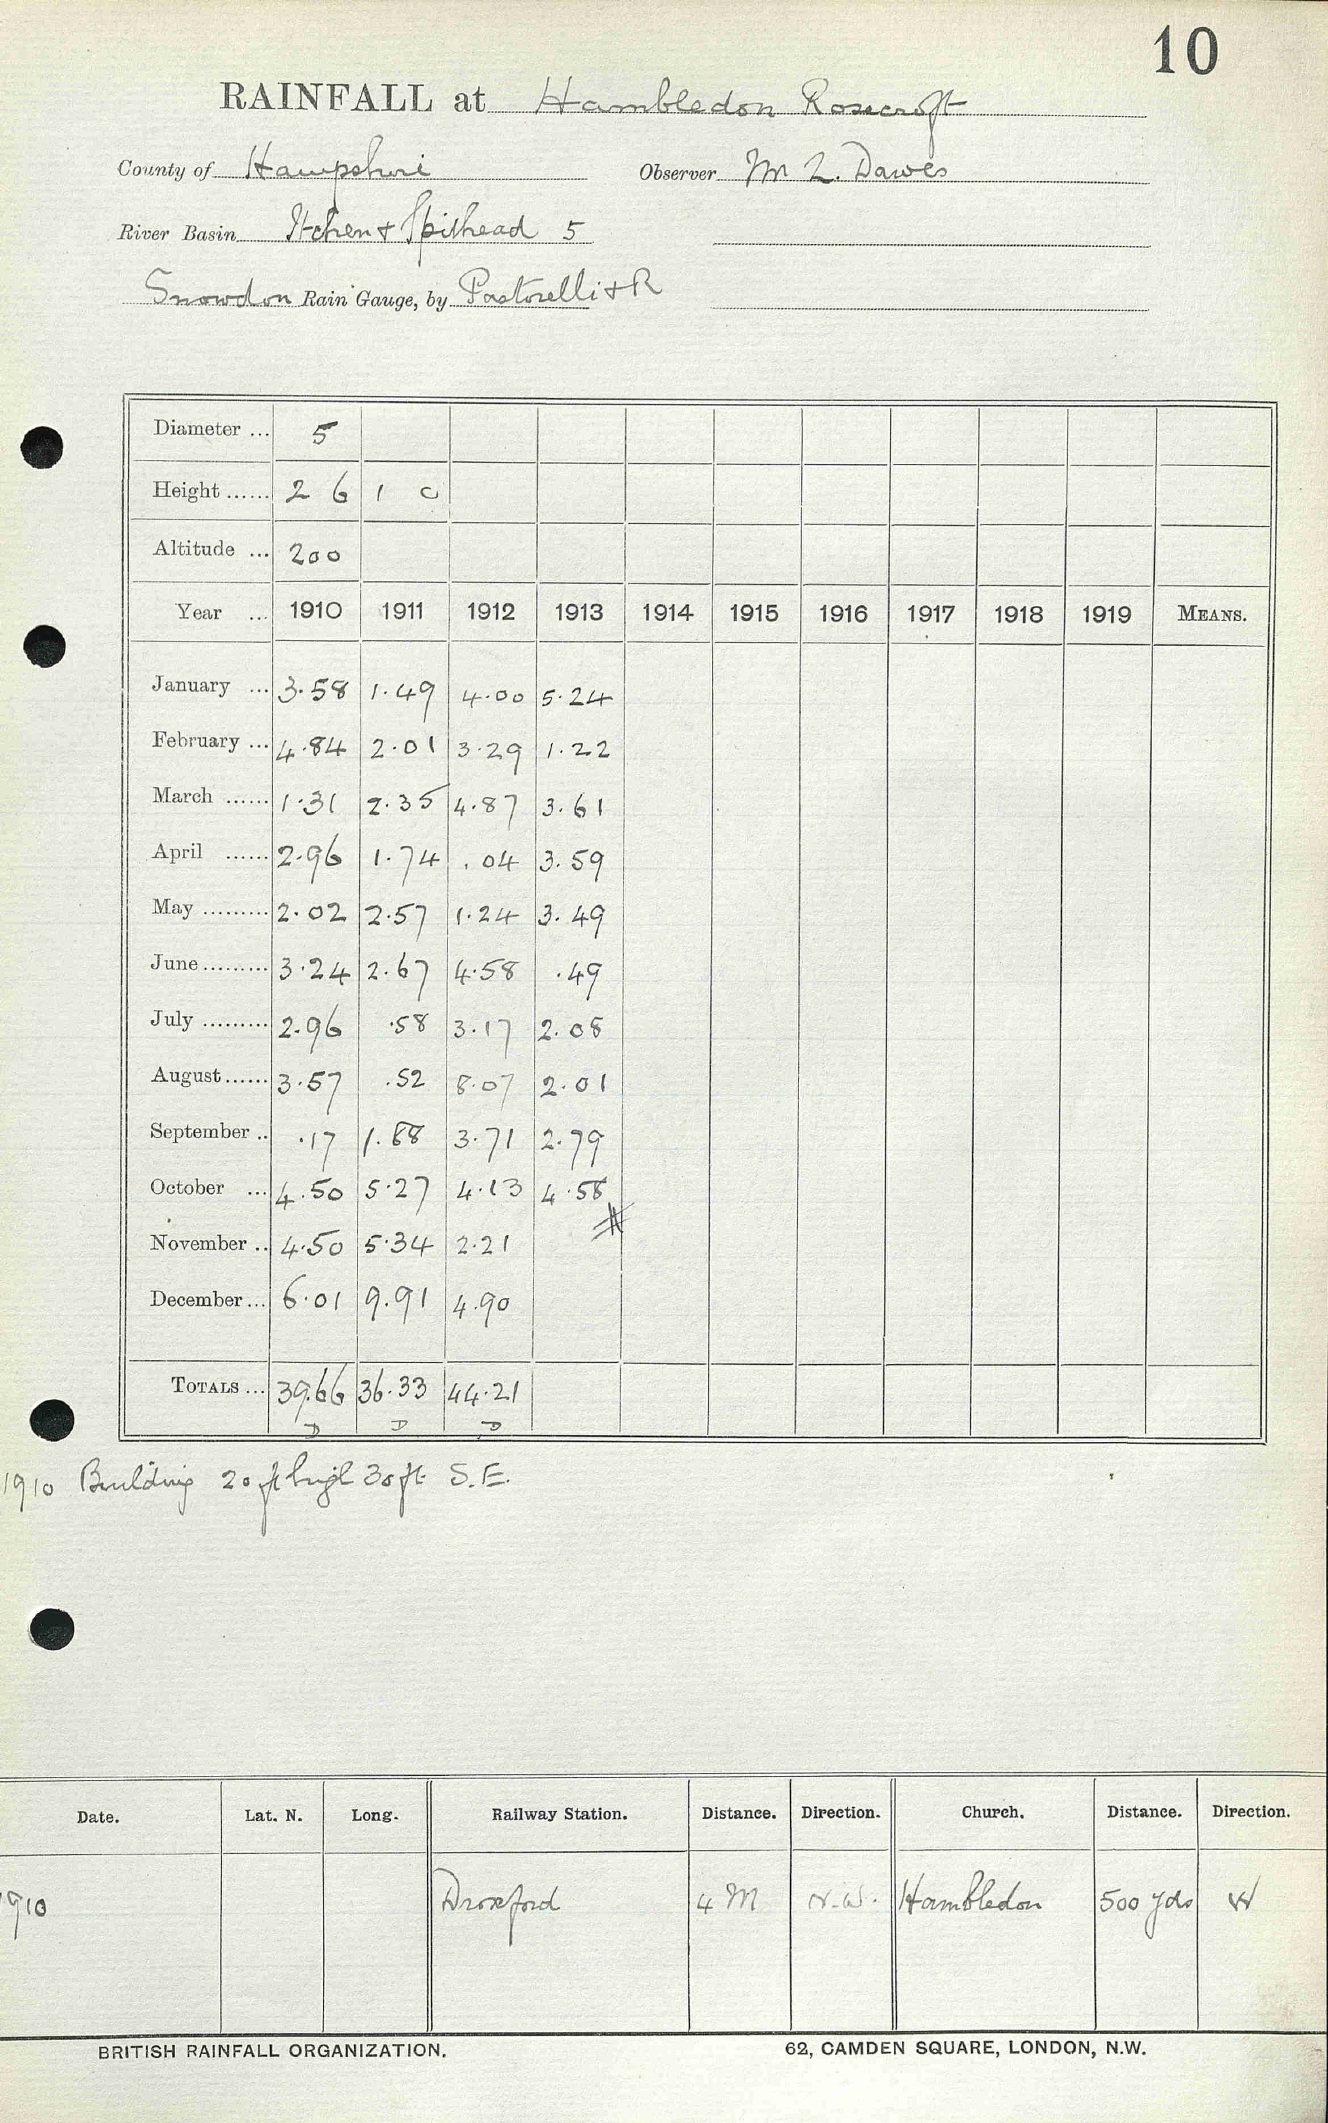 10
RAINFALL at Hambledon Rosecroft
County of Hampshire Observer M L. Dawes
River Basin Itchen & Spithead 5
Snowdon Rain Gauge, by Pastorelli & R
Diameter ... 5
Height ...... 2 6 1 0
Altitude ... 200
Year ... 1910 1911 1912 1913 1914 1915 1916 1917 1918 1919 MEANS.
January ... 3.58 1.49 4.00 5.24
February ... 4.84 2.01 3.29 1.22
March ...... 1.31 2.35 4.87 3.61
April ...... 2.96 1.74 .04 3.59
May ......... 2.02 2.57 1.24 3.49
June ......... 3.24 2.67 4.58 .49
July ......... 2.96 .58 3.17 2.08
August ...... 3.57 .52 8.07 2.01
September .. .17 1.88 3.71 2.79
October ... 4.50 5.27 4.13 4.58
November .. 4.50 5.34 2.21
December ... 6.01 9.91 4.90
TOTALS ... 39.66 36.33 44.21
D D D
1910 Building 20 ft high 30 ft S.E.
Date. Lat. N. Long. Railway Station. Distance. Direction. Church. Distance. Direction.
1910 Droxford 4 M N.W. Hambledon 500 yds W
BRITISH RAINFALL ORGANIZATION. 62, CAMDEN SQUARE, LONDON, N.W.